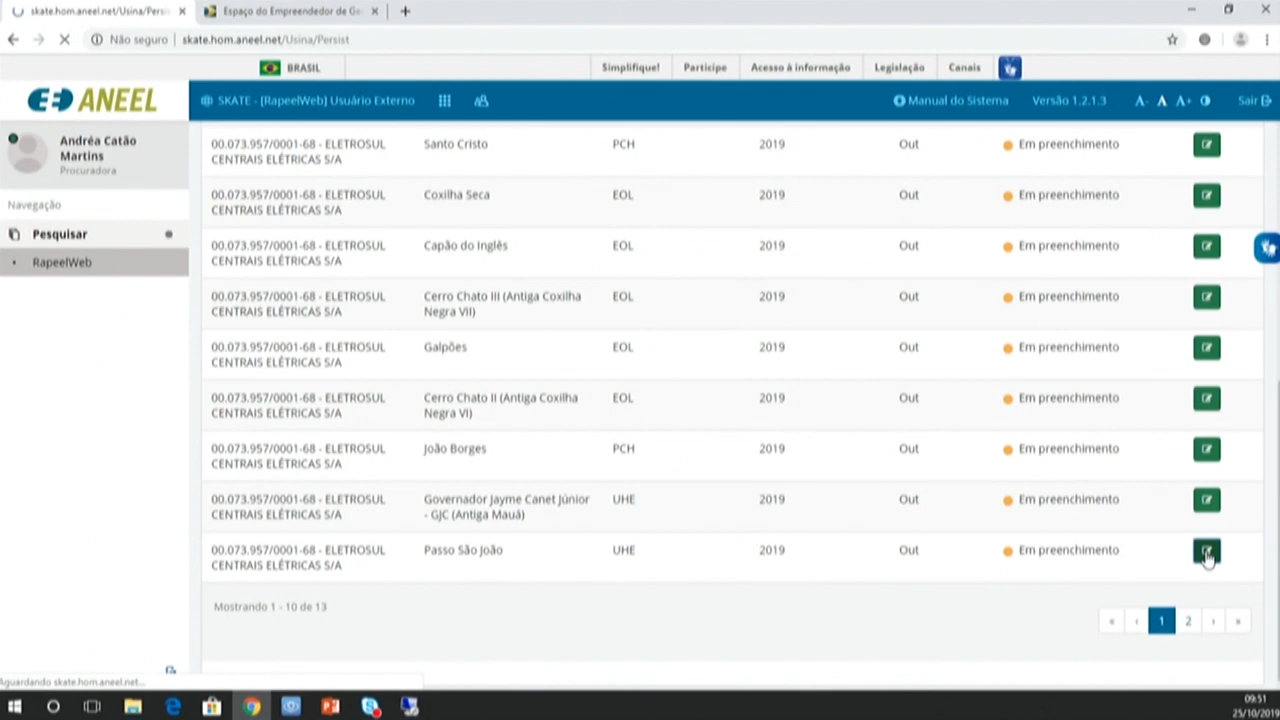 skate.hom.aneel.net/Usina/Persi
Espaço do Empreendedor de Ge
Não seguro
skate.hom.aneel.net/Usina/Persist
BRASIL
Simplifique!
Participe
Acesso à informação
Legislação
Canais
ANEEL
SKATE - [RapeelWeb] Usuário Externo
Manual do Sistema
Versão 1.2.1.3
A-
A
A+
Sair
Andréa Catão
Martins
Procuradora
Navegação
Pesquisar
RapeelWeb
00.073.957/0001-68 - ELETROSUL Santo Cristo PCH 2019 Out Em preenchimento
CENTRAIS ELÉTRICAS S/A
00.073.957/0001-68 - ELETROSUL Coxilha Seca EOL 2019 Out Em preenchimento
CENTRAIS ELÉTRICAS S/A
00.073.957/0001-68 - ELETROSUL Capão do Inglês EOL 2019 Out Em preenchimento
CENTRAIS ELÉTRICAS S/A
00.073.957/0001-68 - ELETROSUL Cerro Chato III (Antiga Coxilha EOL 2019 Out Em preenchimento
CENTRAIS ELÉTRICAS S/A Negra VII)
00.073.957/0001-68 - ELETROSUL Galpões EOL 2019 Out Em preenchimento
CENTRAIS ELÉTRICAS S/A
00.073.957/0001-68 - ELETROSUL Cerro Chato II (Antiga Coxilha EOL 2019 Out Em preenchimento
CENTRAIS ELÉTRICAS S/A Negra VI)
00.073.957/0001-68 - ELETROSUL João Borges PCH 2019 Out Em preenchimento
CENTRAIS ELÉTRICAS S/A
00.073.957/0001-68 - ELETROSUL Governador Jayme Canet Júnior UHE 2019 Out Em preenchimento
CENTRAIS ELÉTRICAS S/A - GJC (Antiga Mauá)
00.073.957/0001-68 - ELETROSUL Passo São João UHE 2019 Out Em preenchimento
CENTRAIS ELÉTRICAS S/A
Mostrando 1 - 10 de 13
« ‹ 1 2 › »
Aguardando skate.hom.aneel.net...
09:51
25/10/2019